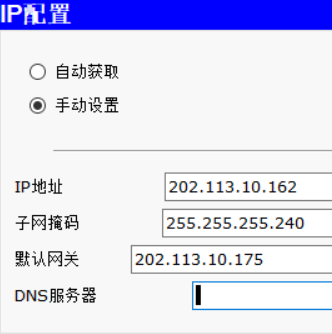 IP配置
自动获取
手动设置
IP地址 202.113.10.162
子网掩码 255.255.255.240
默认网关 202.113.10.175
DNS服务器